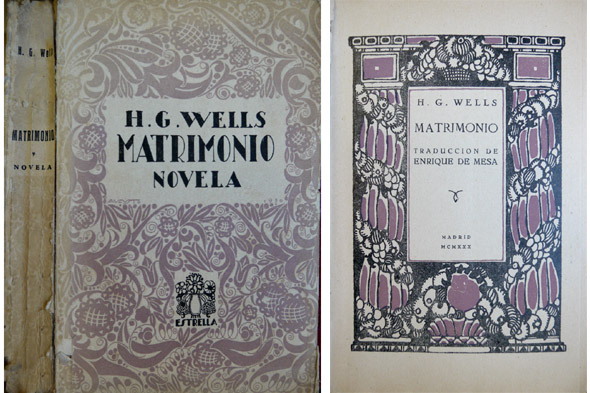 H. G. Wells
MATRIMONIO
NOVELA
H. G. WELLS
MATRIMONIO
NOVELA
ESTRELLA
H. G. WELLS
MATRIMONIO
TRADUCCION DE
ENRIQUE DE MESA
MADRID
MCMXXX